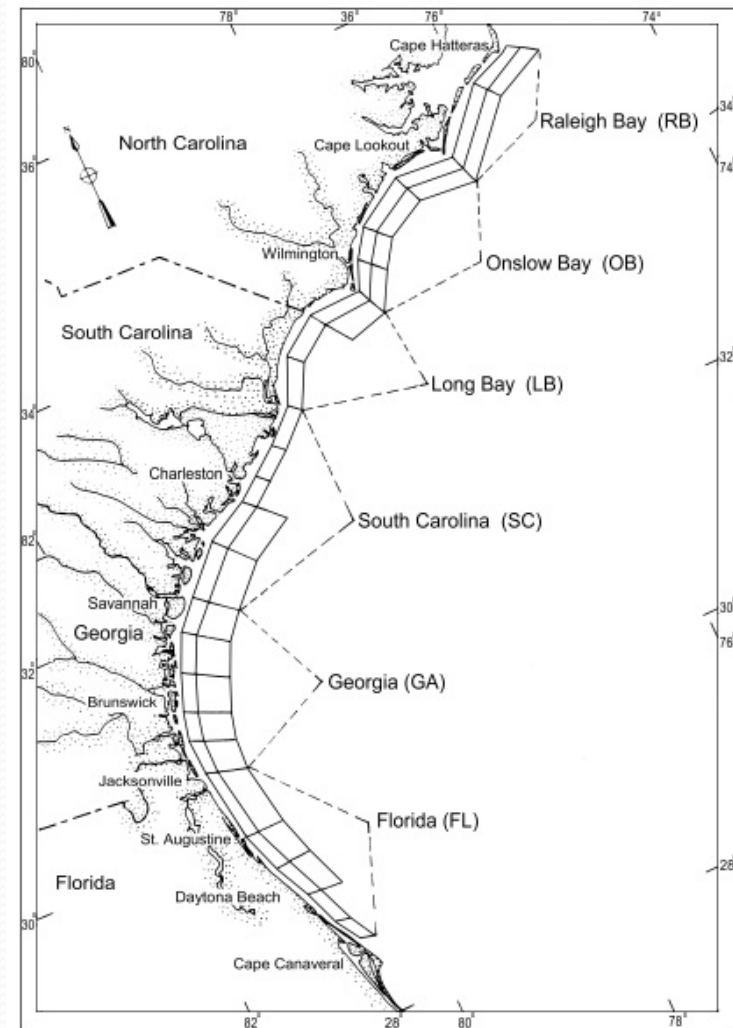 78° 36° 76° 74°
Cape Hatteras
80°
34°
Raleigh Bay (RB)
North Carolina
Cape Lookout
74°
36°
N
Wilmington
Onslow Bay (OB)
South Carolina
32°
Long Bay (LB)
34°
Charleston
South Carolina (SC)
82°
Savannah
30°
Georgia
76°
32°
Georgia (GA)
Brunswick
Jacksonville
Florida (FL)
St. Augustine
28°
Florida
Daytona Beach
30°
Cape Canaveral
82° 28° 80° 78°